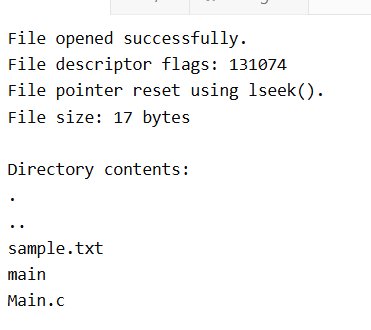 File opened successfully.
File descriptor flags: 131074
File pointer reset using lseek().
File size: 17 bytes
Directory contents:
.
..
sample.txt
main
Main.c